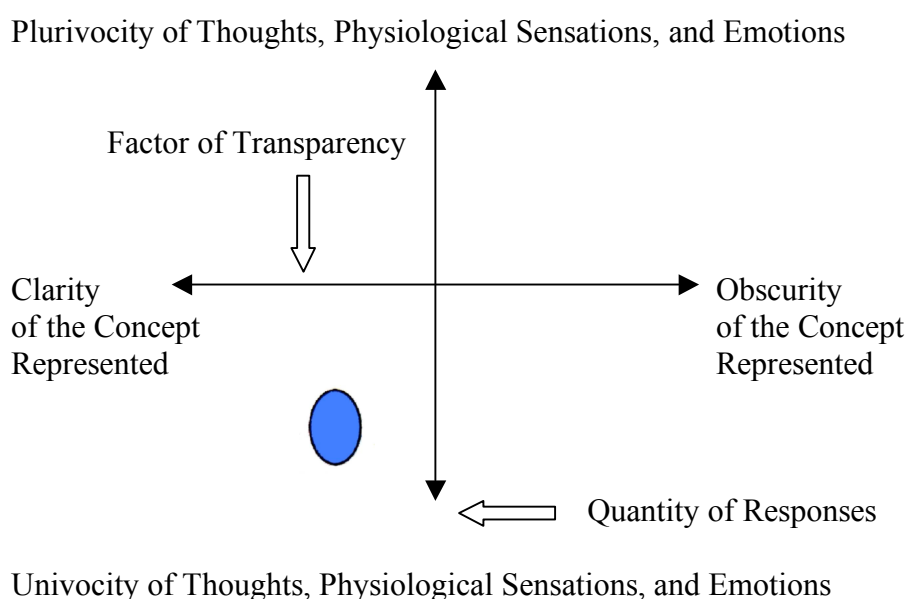 Plurivocity of Thoughts, Physiological Sensations, and Emotions
Factor of Transparency
Clarity
of the Concept
Represented
Obscurity
of the Concept
Represented
Quantity of Responses
Univocity of Thoughts, Physiological Sensations, and Emotions